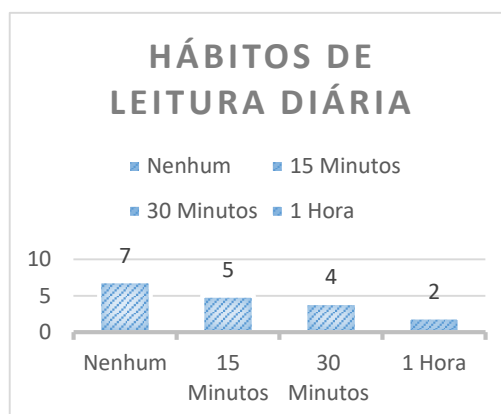 HÁBITOS DE
LEITURA DIÁRIA
Nenhum 15 Minutos
30 Minutos 1 Hora
10
5
0
7
5
4
2
Nenhum
15
Minutos
30
Minutos
1 Hora